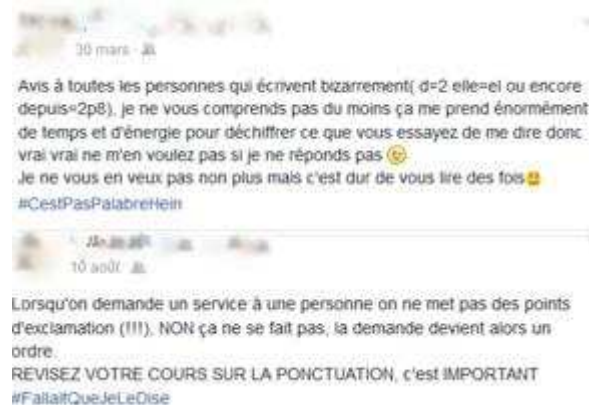 30 mars
Avis à toutes les personnes qui écrivent bizarrement( d=2 elle=el ou encore
depuis=2p8), je ne vous comprends pas du moins ça me prend énormément
de temps et d'énergie pour déchiffrer ce que vous essayez de me dire donc
vrai vrai ne m'en voulez pas si je ne réponds pas
Je ne vous en veux pas non plus mais c'est dur de vous lire des fois
#CestPasPalabreHein
10 août
Lorsqu'on demande un service à une personne on ne met pas des points
d'exclamation (!!!), NON ça ne se fait pas, la demande devient alors un
ordre.
REVISEZ VOTRE COURS SUR LA PONCTUATION, c'est IMPORTANT
#FallaitQueJeLeDise